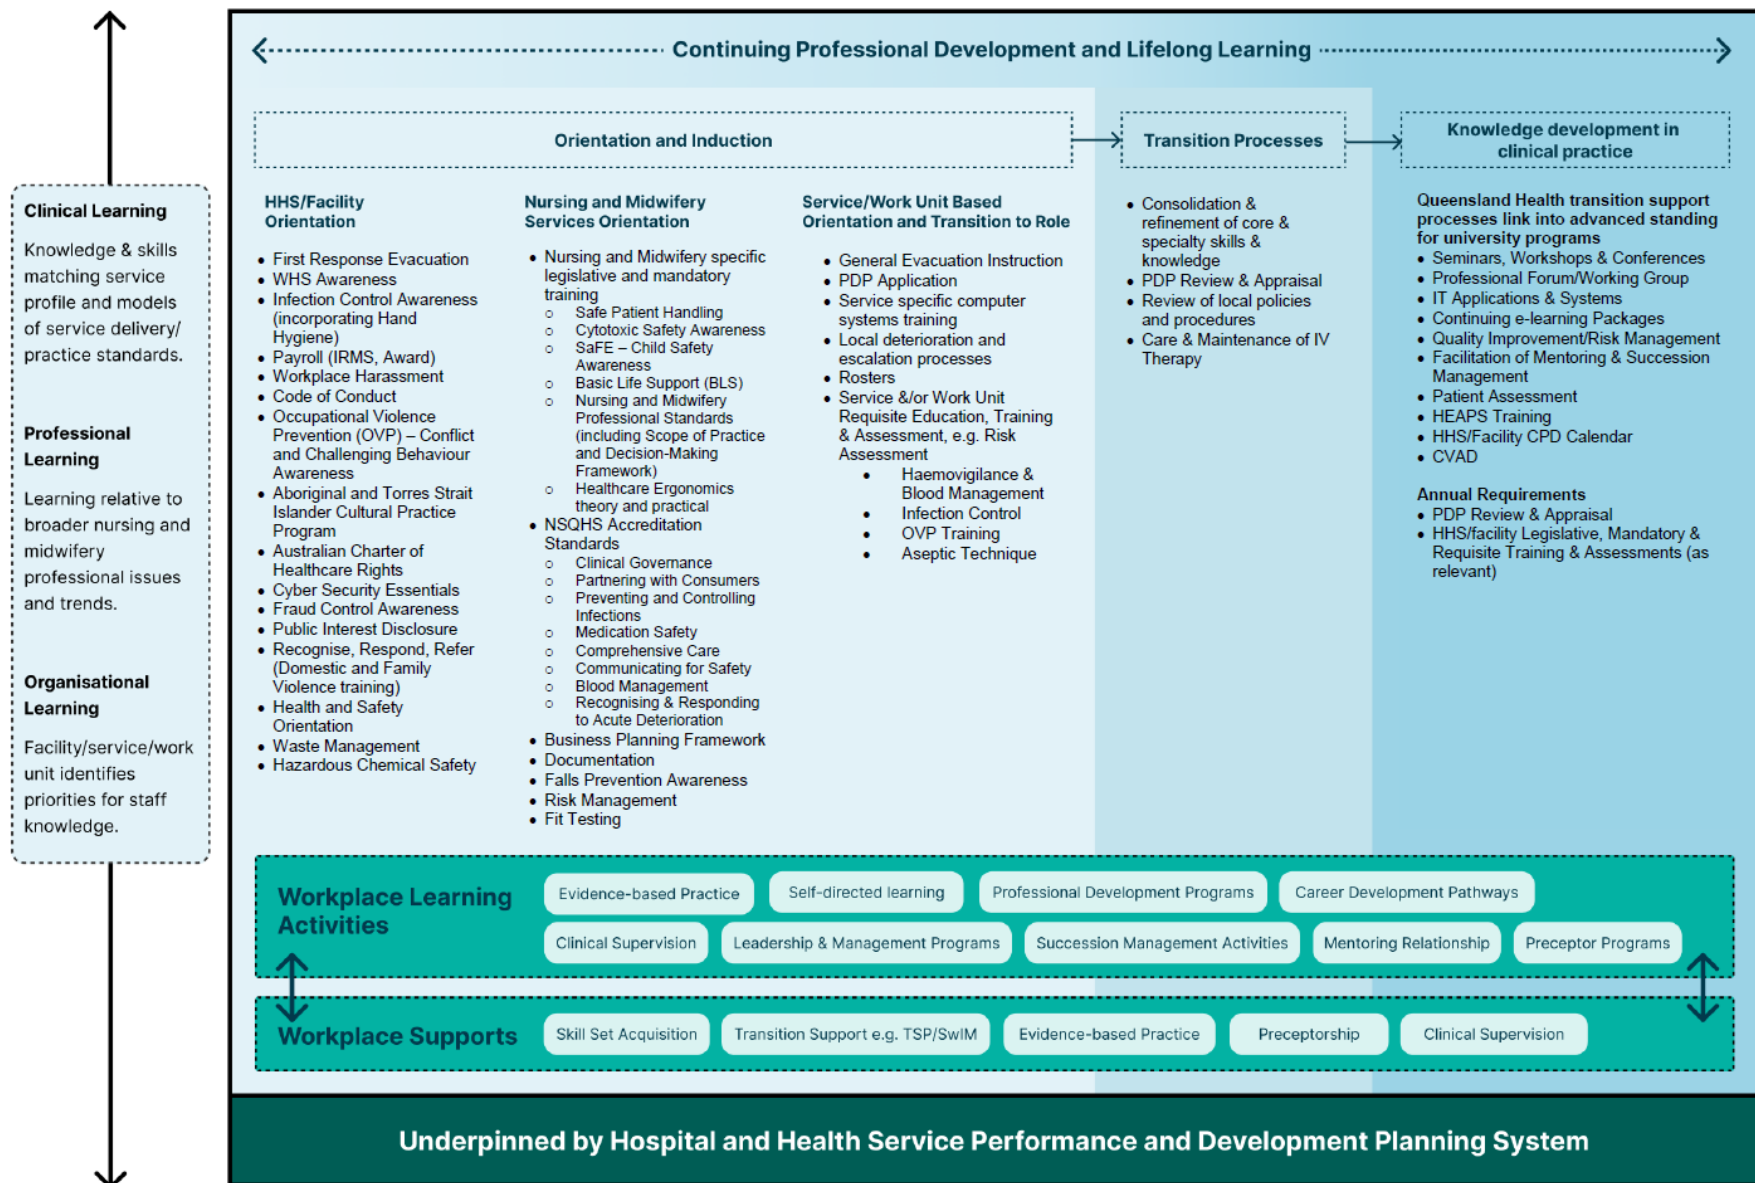 Continuing Professional Development and Lifelong Learning
Clinical Learning
Knowledge & skills
matching service
profile and models
of service delivery/
practice standards.
Professional
Learning
Learning relative to
broader nursing and
midwifery
professional issues
and trends.
Organisational
Learning
Facility/service/work
unit identifies
priorities for staff
knowledge.
Orientation and Induction
HHS/Facility
Orientation
• First Response Evacuation
• WHS Awareness
• Infection Control Awareness
(incorporating Hand
Hygiene)
• Payroll (IRMS, Award)
• Workplace Harassment
• Code of Conduct
• Occupational Violence
Prevention (OVP) – Conflict
and Challenging Behaviour
Awareness
• Aboriginal and Torres Strait
Islander Cultural Practice
Program
• Australian Charter of
Healthcare Rights
• Cyber Security Essentials
• Fraud Control Awareness
• Public Interest Disclosure
• Recognise, Respond, Refer
(Domestic and Family
Violence training)
• Health and Safety
Orientation
• Waste Management
• Hazardous Chemical Safety
Nursing and Midwifery
Services Orientation
• Nursing and Midwifery specific
legislative and mandatory
training
o Safe Patient Handling
o Cytotoxic Safety Awareness
o SaFE – Child Safety
Awareness
o Basic Life Support (BLS)
o Nursing and Midwifery
Professional Standards
(including Scope of Practice
and Decision-Making
Framework)
o Healthcare Ergonomics
theory and practical
• NSQHS Accreditation
Standards
o Clinical Governance
o Partnering with Consumers
o Preventing and Controlling
Infections
o Medication Safety
o Comprehensive Care
o Communicating for Safety
o Blood Management
o Recognising & Responding
to Acute Deterioration
• Business Planning Framework
• Documentation
• Falls Prevention Awareness
• Risk Management
• Fit Testing
Service/Work Unit Based
Orientation and Transition to Role
• General Evacuation Instruction
• PDP Application
• Service specific computer
systems training
• Local deterioration and
escalation processes
• Rosters
• Service &/or Work Unit
Requisite Education, Training
& Assessment, e.g. Risk
Assessment
• Haemovigilance &
Blood Management
• Infection Control
• OVP Training
• Aseptic Technique
Transition Processes
• Consolidation &
refinement of core &
specialty skills &
knowledge
• PDP Review & Appraisal
• Review of local policies
and procedures
• Care & Maintenance of IV
Therapy
Knowledge development in
clinical practice
Queensland Health transition support
processes link into advanced standing
for university programs
• Seminars, Workshops & Conferences
• Professional Forum/Working Group
• IT Applications & Systems
• Continuing e-learning Packages
• Quality Improvement/Risk Management
• Facilitation of Mentoring & Succession
Management
• Patient Assessment
• HEAPS Training
• HHS/Facility CPD Calendar
• CVAD
Annual Requirements
• PDP Review & Appraisal
• HHS/facility Legislative, Mandatory &
Requisite Training & Assessments (as
relevant)
Workplace Learning
Activities
Evidence-based Practice
Self-directed learning
Professional Development Programs
Career Development Pathways
Clinical Supervision
Leadership & Management Programs
Succession Management Activities
Mentoring Relationship
Preceptor Programs
Workplace Supports
Skill Set Acquisition
Transition Support e.g. TSP/SwIM
Evidence-based Practice
Preceptorship
Clinical Supervision
Underpinned by Hospital and Health Service Performance and Development Planning System